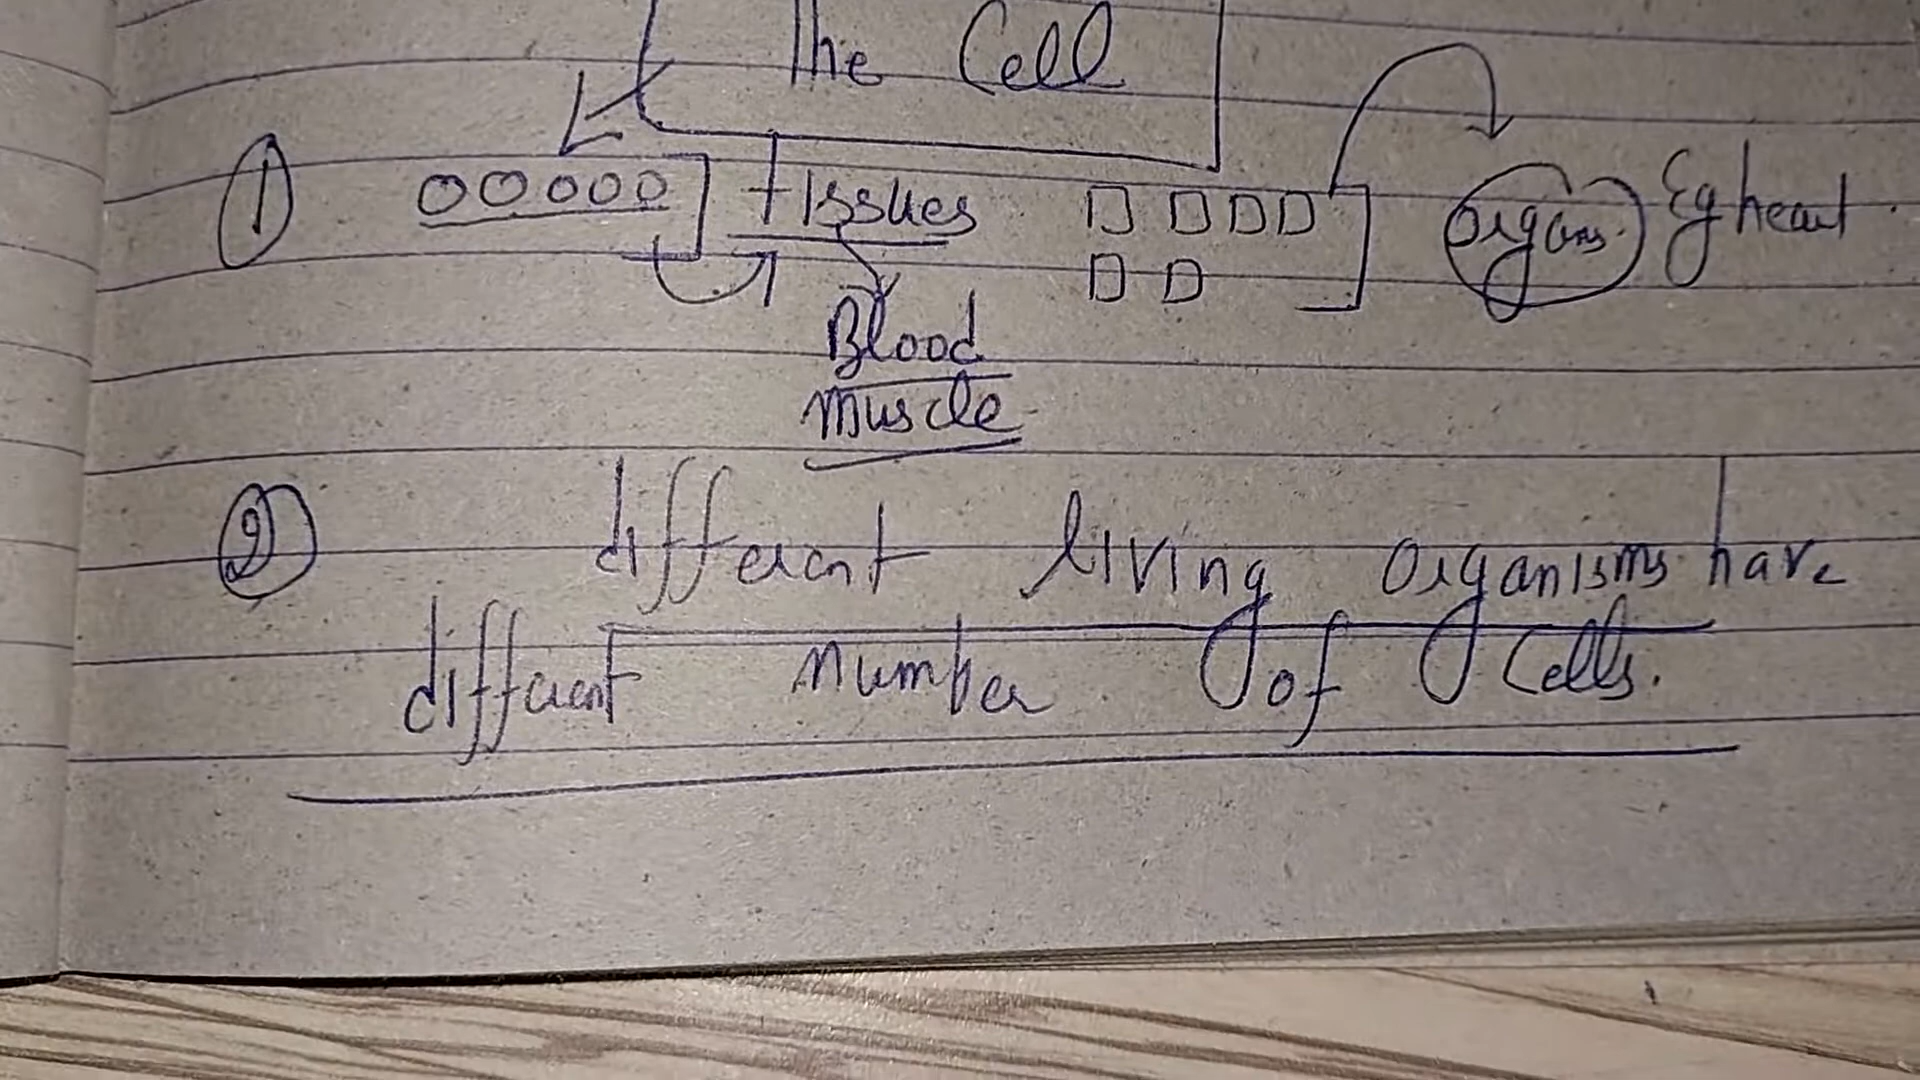 The Cell
① Tissues organs. Eg heart.
Blood
muscle
② different living organisms have
different number of Cells.